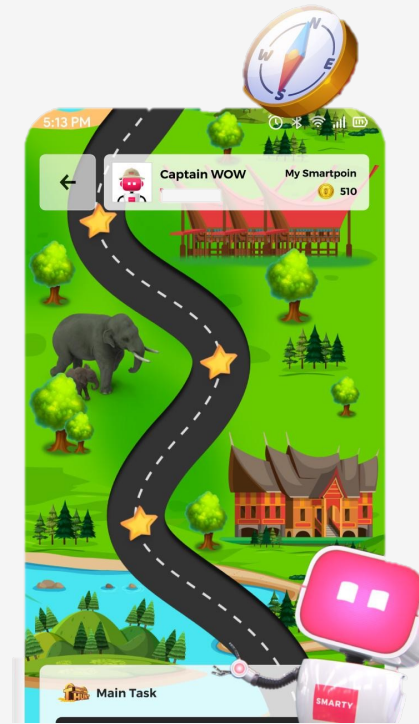 N
W
E
S
5:13 PM
Captain WOW
My Smartpoin
510
Main Task
SMARTY